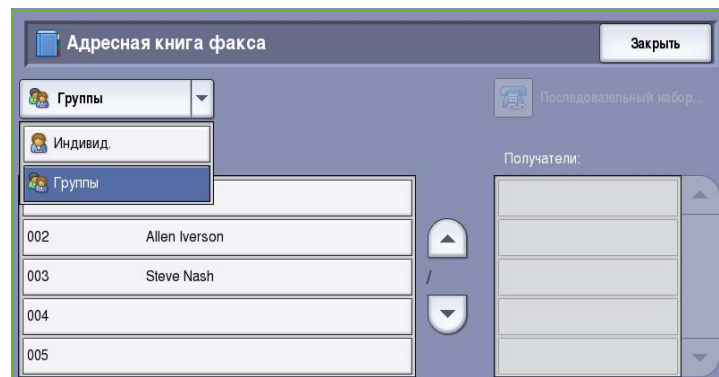 Адресная книга факса
Закрыть
Группы
Последовательный набор...
Индивид.
Группы
Получатели:
002 Allen Iverson
003 Steve Nash
/
004
005